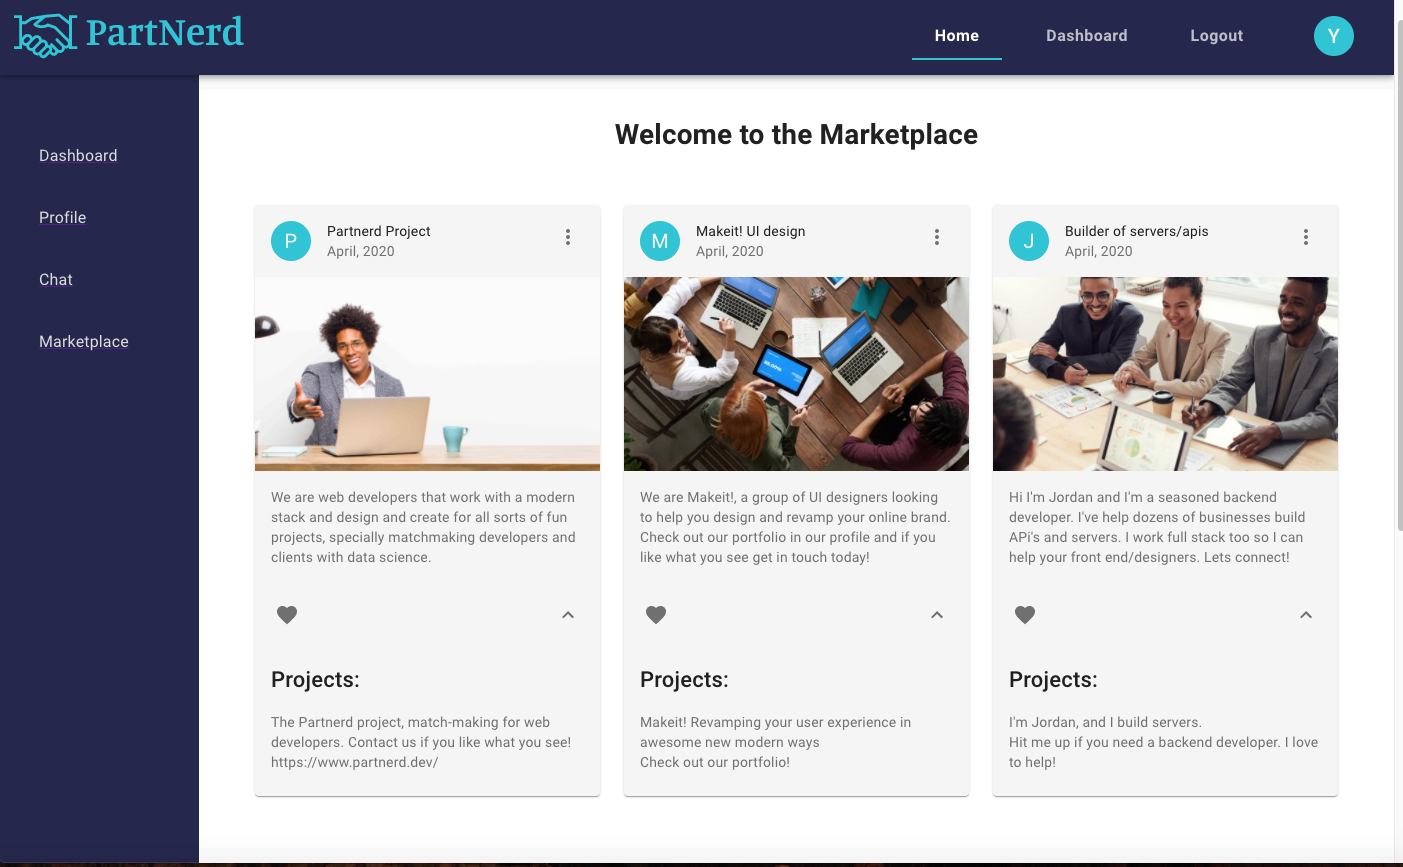 PartNerd
Home
Dashboard
Logout
Y
Dashboard
Profile
Chat
Marketplace
Welcome to the Marketplace
P
Partnerd Project
April, 2020
We are web developers that work with a modern
stack and design and create for all sorts of fun
projects, specially matchmaking developers and
clients with data science.
Projects:
The Partnerd project, match-making for web
developers. Contact us if you like what you see!
https://www.partnerd.dev/
M
Makeit! UI design
April, 2020
We are Makeit!, a group of UI designers looking
to help you design and revamp your online brand.
Check out our portfolio in our profile and if you
like what you see get in touch today!
Projects:
Makeit! Revamping your user experience in
awesome new modern ways
Check out our portfolio!
J
Builder of servers/apis
April, 2020
Hi I'm Jordan and I'm a seasoned backend
developer. I've help dozens of businesses build
APi's and servers. I work full stack too so I can
help your front end/designers. Lets connect!
Projects:
I'm Jordan, and I build servers.
Hit me up if you need a backend developer. I love
to help!